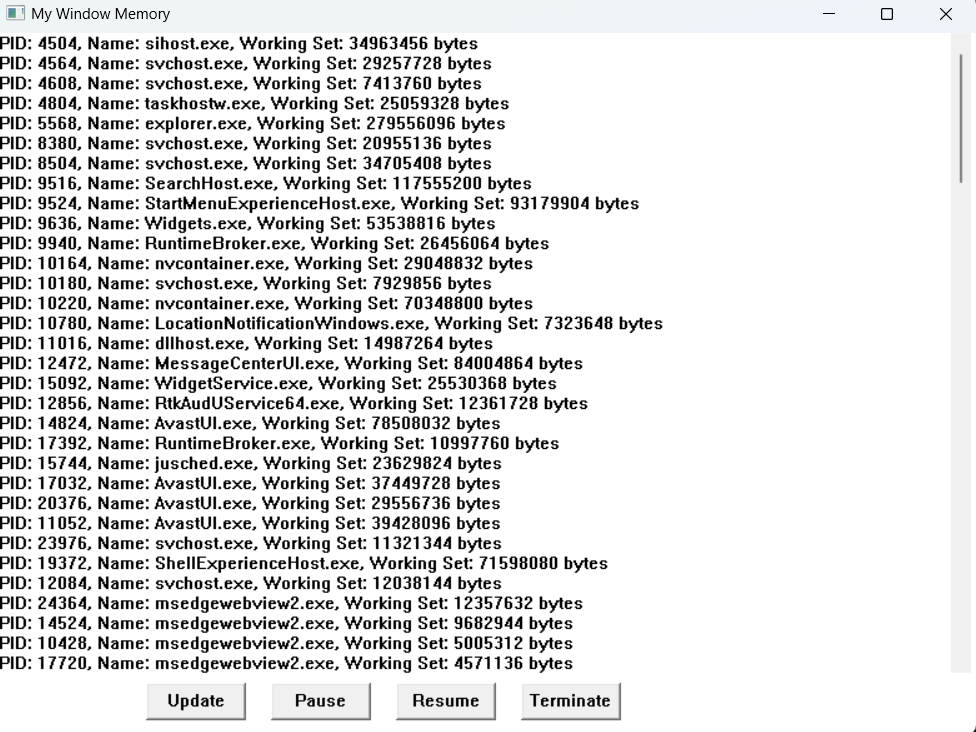 My Window Memory
PID: 4504, Name: sihost.exe, Working Set: 34963456 bytes
PID: 4564, Name: svchost.exe, Working Set: 29257728 bytes
PID: 4608, Name: svchost.exe, Working Set: 7413760 bytes
PID: 4804, Name: taskhostw.exe, Working Set: 25059328 bytes
PID: 5568, Name: explorer.exe, Working Set: 279556096 bytes
PID: 8380, Name: svchost.exe, Working Set: 20955136 bytes
PID: 8504, Name: svchost.exe, Working Set: 34705408 bytes
PID: 9516, Name: SearchHost.exe, Working Set: 117555200 bytes
PID: 9524, Name: StartMenuExperienceHost.exe, Working Set: 93179904 bytes
PID: 9636, Name: Widgets.exe, Working Set: 53538816 bytes
PID: 9940, Name: RuntimeBroker.exe, Working Set: 26456064 bytes
PID: 10164, Name: nvcontainer.exe, Working Set: 29048832 bytes
PID: 10180, Name: svchost.exe, Working Set: 7929856 bytes
PID: 10220, Name: nvcontainer.exe, Working Set: 70348800 bytes
PID: 10780, Name: LocationNotificationWindows.exe, Working Set: 7323648 bytes
PID: 11016, Name: dllhost.exe, Working Set: 14987264 bytes
PID: 12472, Name: MessageCenterUI.exe, Working Set: 84004864 bytes
PID: 15092, Name: WidgetService.exe, Working Set: 25530368 bytes
PID: 12856, Name: RtkAudUService64.exe, Working Set: 12361728 bytes
PID: 14824, Name: AvastUI.exe, Working Set: 78508032 bytes
PID: 17392, Name: RuntimeBroker.exe, Working Set: 10997760 bytes
PID: 15744, Name: jusched.exe, Working Set: 23629824 bytes
PID: 17032, Name: AvastUI.exe, Working Set: 37449728 bytes
PID: 20376, Name: AvastUI.exe, Working Set: 29556736 bytes
PID: 11052, Name: AvastUI.exe, Working Set: 39428096 bytes
PID: 23976, Name: svchost.exe, Working Set: 11321344 bytes
PID: 19372, Name: ShellExperienceHost.exe, Working Set: 71598080 bytes
PID: 12084, Name: svchost.exe, Working Set: 12038144 bytes
PID: 24364, Name: msedgewebview2.exe, Working Set: 12357632 bytes
PID: 14524, Name: msedgewebview2.exe, Working Set: 9682944 bytes
PID: 10428, Name: msedgewebview2.exe, Working Set: 5005312 bytes
PID: 17720, Name: msedgewebview2.exe, Working Set: 4571136 bytes
Update Pause Resume Terminate